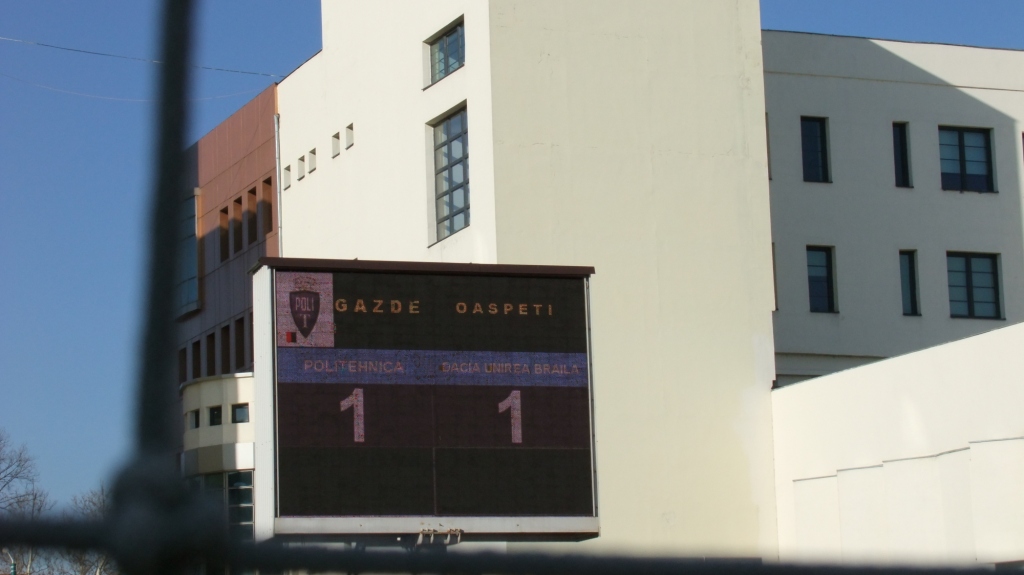 POLI
GAZDE OASPETI
POLITEHNICA DACIA UNIREA BRAILA
1 1